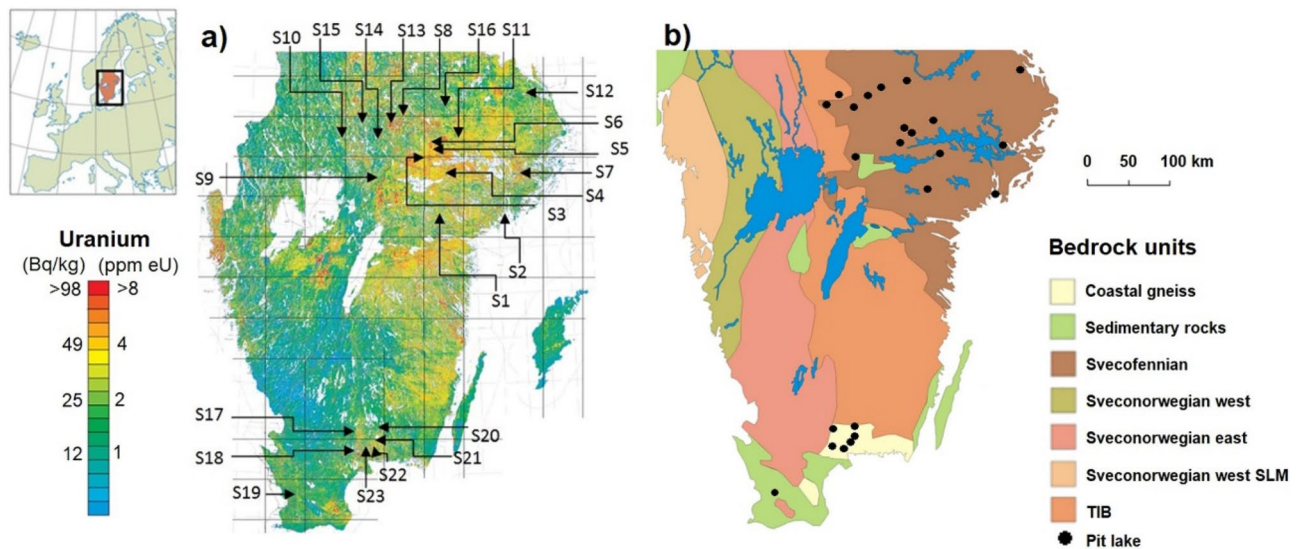 a)
S15 S14 S13 S8 S16 S11
S10
S12
S6
S5
S9
S7
S4
S3
S2
S1
Uranium
(Bq/kg) (ppm eU)
>98 >8
49 4
25 2
12 1
S17
S20
S18
S21
S22
S23
S19
b)
0 50 100 km
Bedrock units
Coastal gneiss
Sedimentary rocks
Svecofennian
Sveconorwegian west
Sveconorwegian east
Sveconorwegian west SLM
TIB
Pit lake